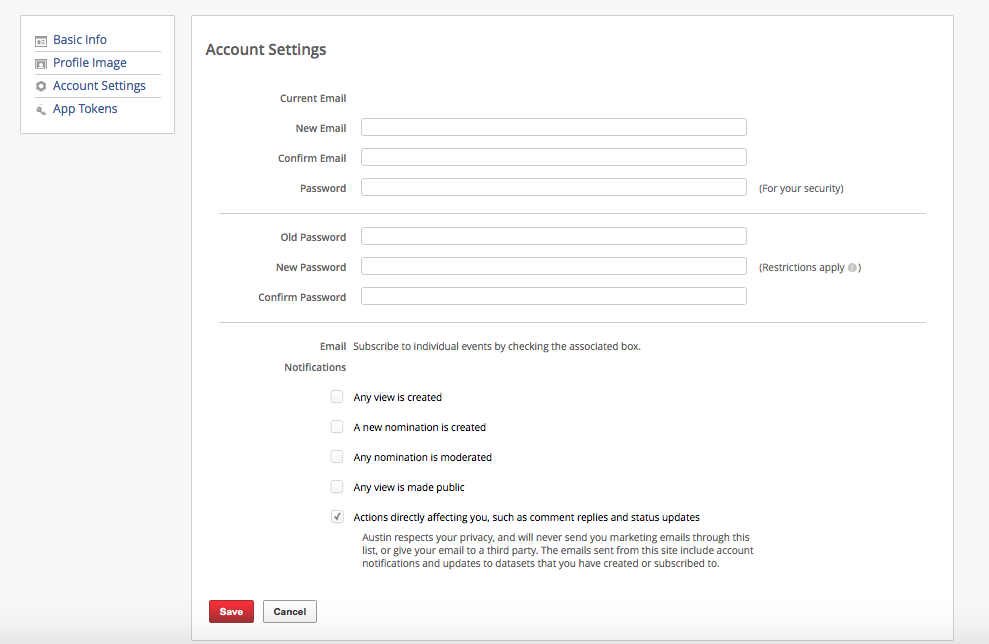 Basic Info
Profile Image
Account Settings
App Tokens
Account Settings
Current Email
New Email
Confirm Email
Password (For your security)
Old Password
New Password (Restrictions apply i)
Confirm Password
Email Subscribe to individual events by checking the associated box.
Notifications
Any view is created
A new nomination is created
Any nomination is moderated
Any view is made public
Actions directly affecting you, such as comment replies and status updates
Austin respects your privacy, and will never send you marketing emails through this
list, or give your email to a third party. The emails sent from this site include account
notifications and updates to datasets that you have created or subscribed to.
Save Cancel